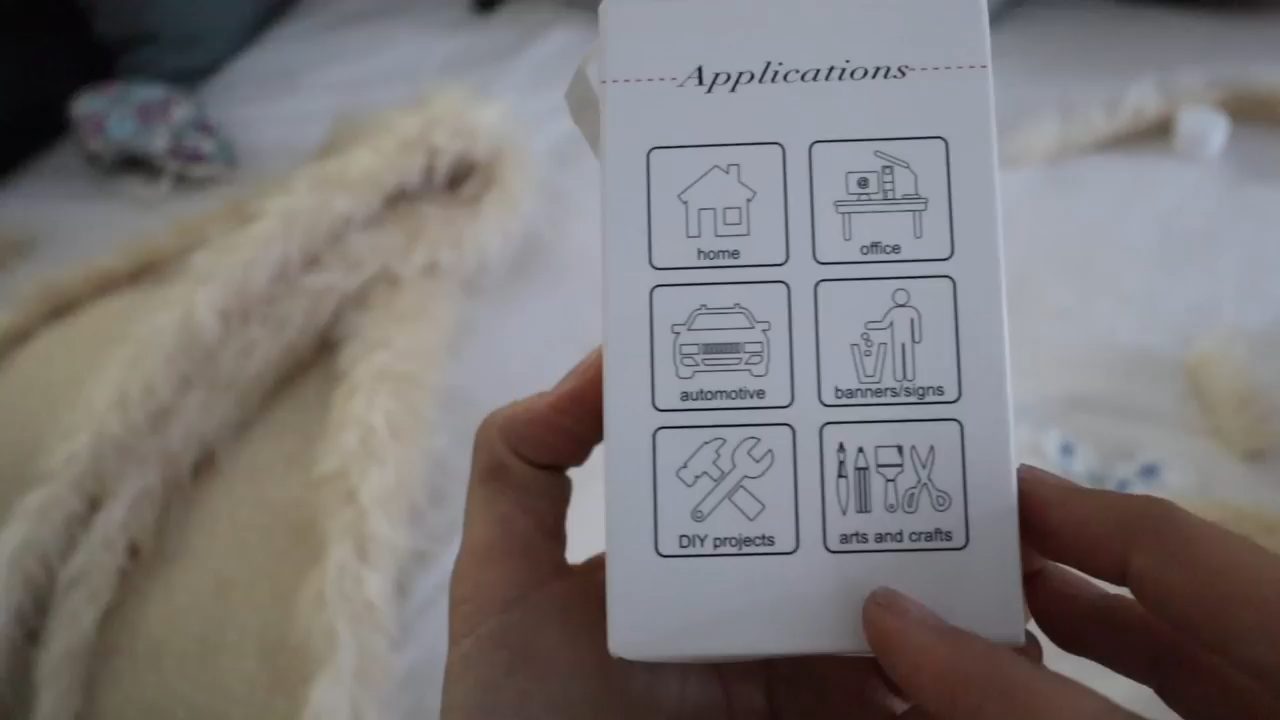 Applications
home
office
@
automotive
banners/signs
DIY projects
arts and crafts